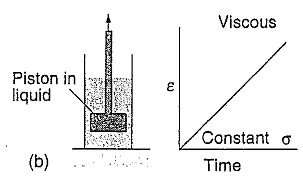 Viscous
Piston in
liquid
ε
Constant σ
(b)
Time